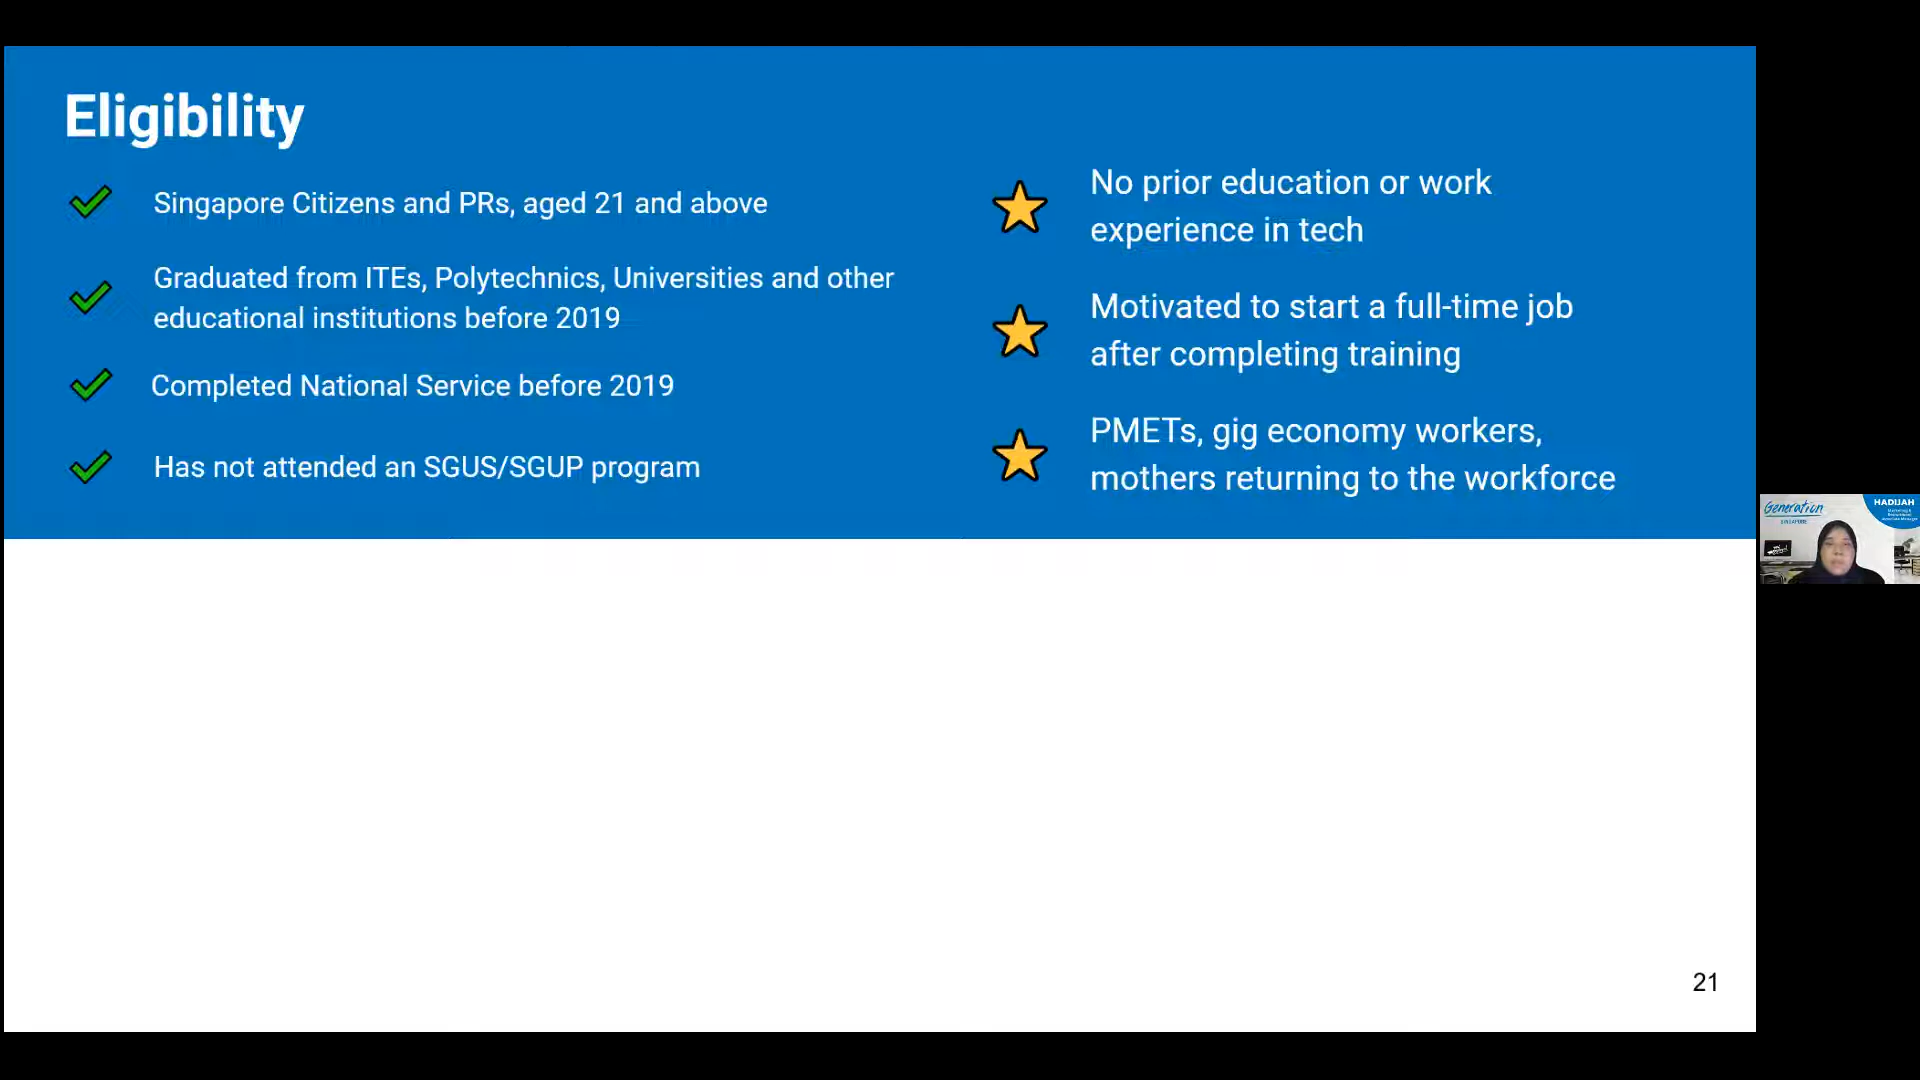 Eligibility
Singapore Citizens and PRs, aged 21 and above
Graduated from ITEs, Polytechnics, Universities and other
educational institutions before 2019
Completed National Service before 2019
Has not attended an SGUS/SGUP program
No prior education or work
experience in tech
Motivated to start a full-time job
after completing training
PMETs, gig economy workers,
mothers returning to the workforce
Generation
SINGAPORE
HADIJAH
21